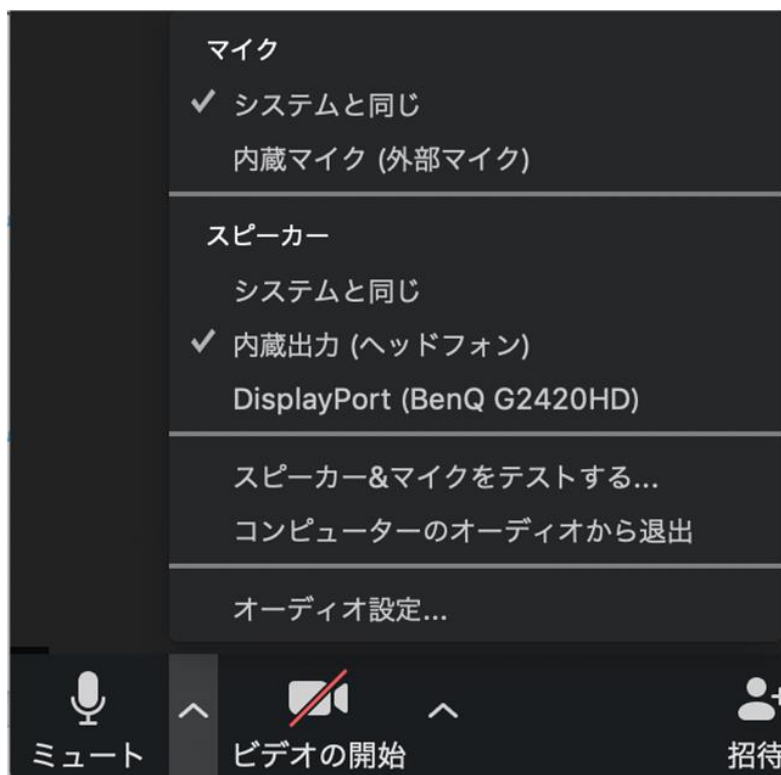 マイク
システムと同じ
内蔵マイク (外部マイク)
スピーカー
システムと同じ
内蔵出力 (ヘッドフォン)
DisplayPort (BenQ G2420HD)
スピーカー&マイクをテストする...
コンピューターのオーディオから退出
オーディオ設定...
ミュート ビデオの開始 招待